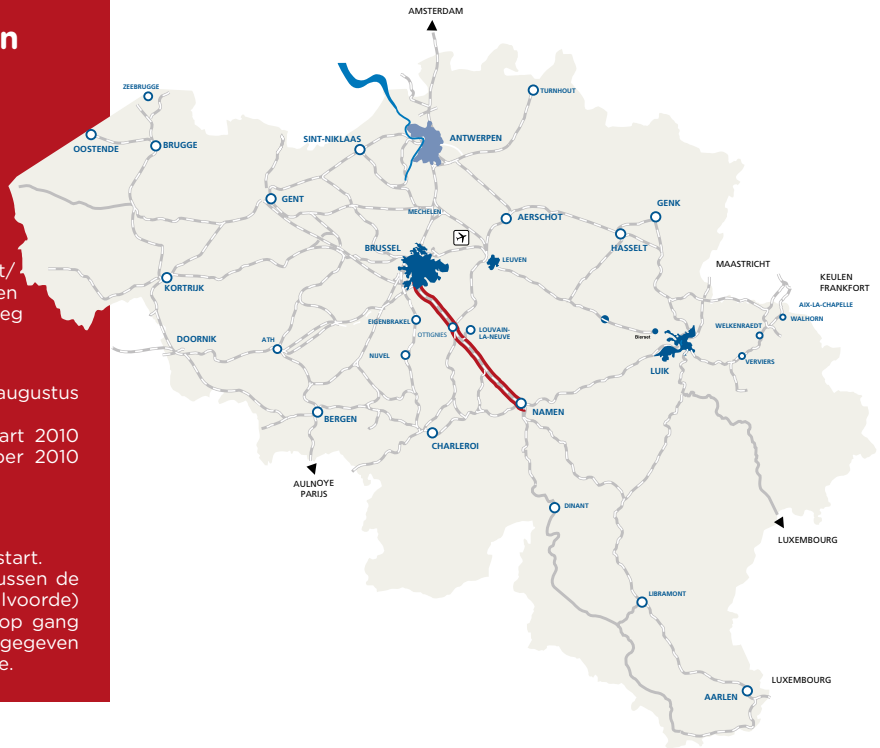 n
t/
en
eg
augustus
art 2010
ber 2010
start.
ussen de
lvoorde)
op gang
gegeven
e.
AMSTERDAM
ZEEBRUGGE
TURNHOUT
OOSTENDE
BRUGGE
SINT-NIKLAAS
ANTWERPEN
GENT
MECHELEN
AERSCHOT
GENK
HASSELT
BRUSSEL
LEUVEN
MAASTRICHT
KEULEN
FRANKFORT
KORTRIJK
AIX-LA-CHAPELLE
WALHORN
EIGENBRAKEL
OTTIGNIES
LOUVAIN-
LA-NEUVE
WELKENRAEDT
DOORNIK
ATH
Bierset
NIJVEL
VERVIERS
LUIK
BERGEN
NAMEN
CHARLEROI
AULNOYE
PARIJS
DINANT
LUXEMBOURG
LIBRAMONT
LUXEMBOURG
AARLEN